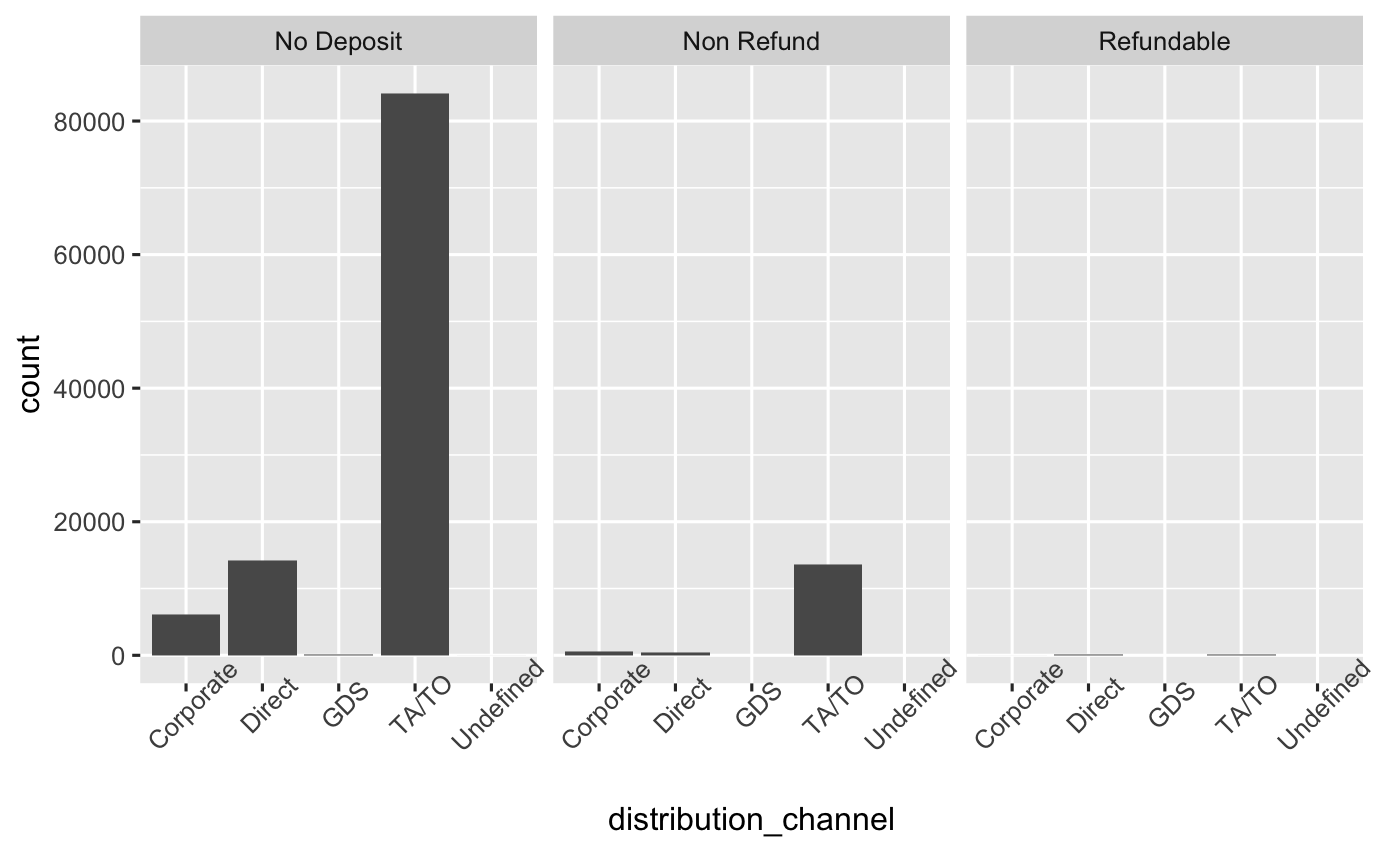 No Deposit Non Refund Refundable
80000
60000
count
40000
20000
0
Corporate Direct GDS TA/TO Undefined Corporate Direct GDS TA/TO Undefined Corporate Direct GDS TA/TO Undefined
distribution_channel